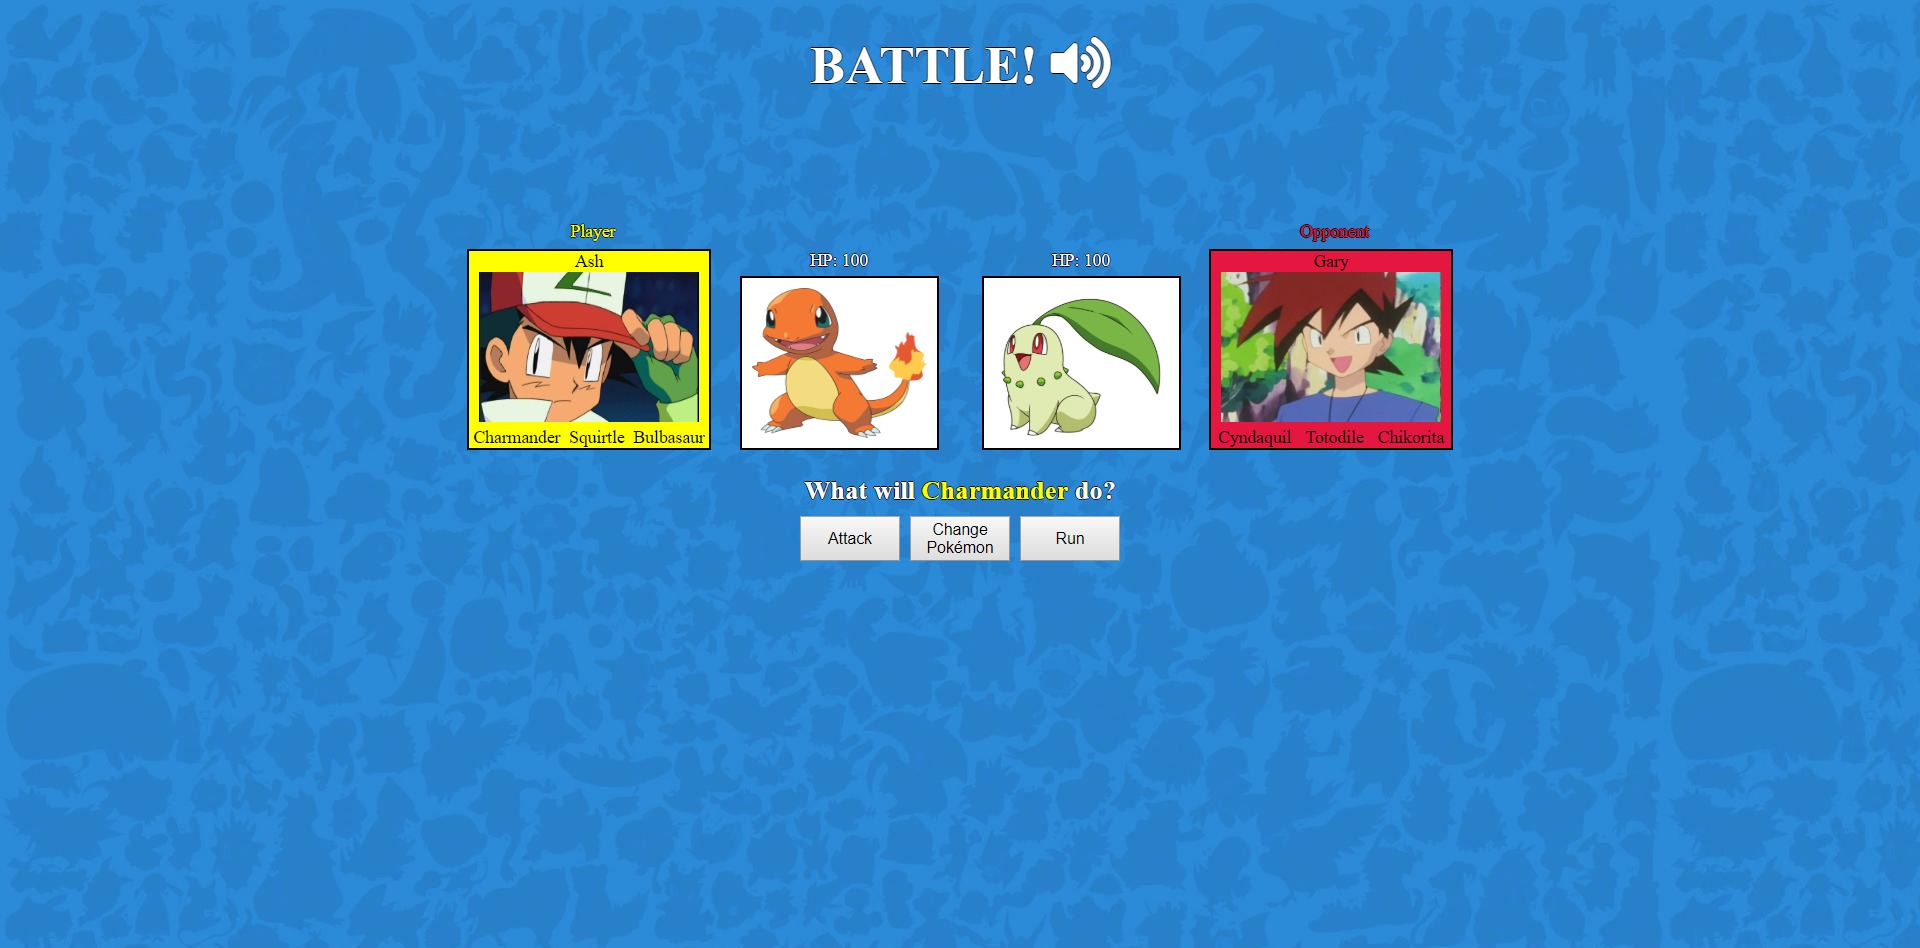 BATTLE!
Player
Opponent
Ash
HP: 100
HP: 100
Gary
Charmander Squirtle Bulbasaur
Cyndaquil Totodile Chikorita
What will Charmander do?
Attack
Change
Pokémon
Run